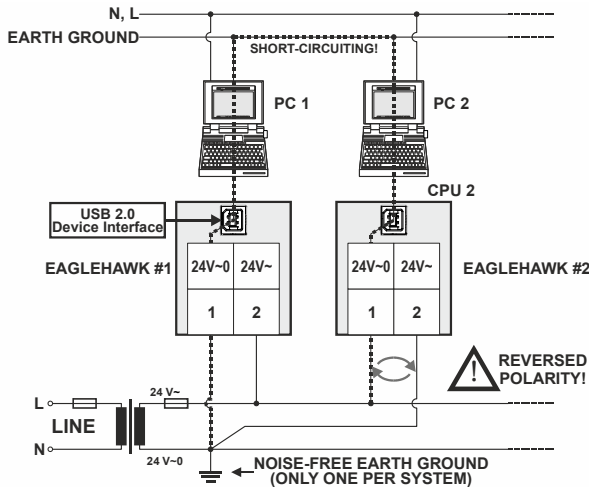 N, L
EARTH GROUND
SHORT-CIRCUITING!
PC 1
PC 2
CPU 2
USB 2.0
Device Interface
EAGLEHAWK #1
24V~0
24V~
1
2
24V~0
24V~
1
2
EAGLEHAWK #2
REVERSED
POLARITY!
L
24 V~
LINE
N
24 V~0
NOISE-FREE EARTH GROUND
(ONLY ONE PER SYSTEM)